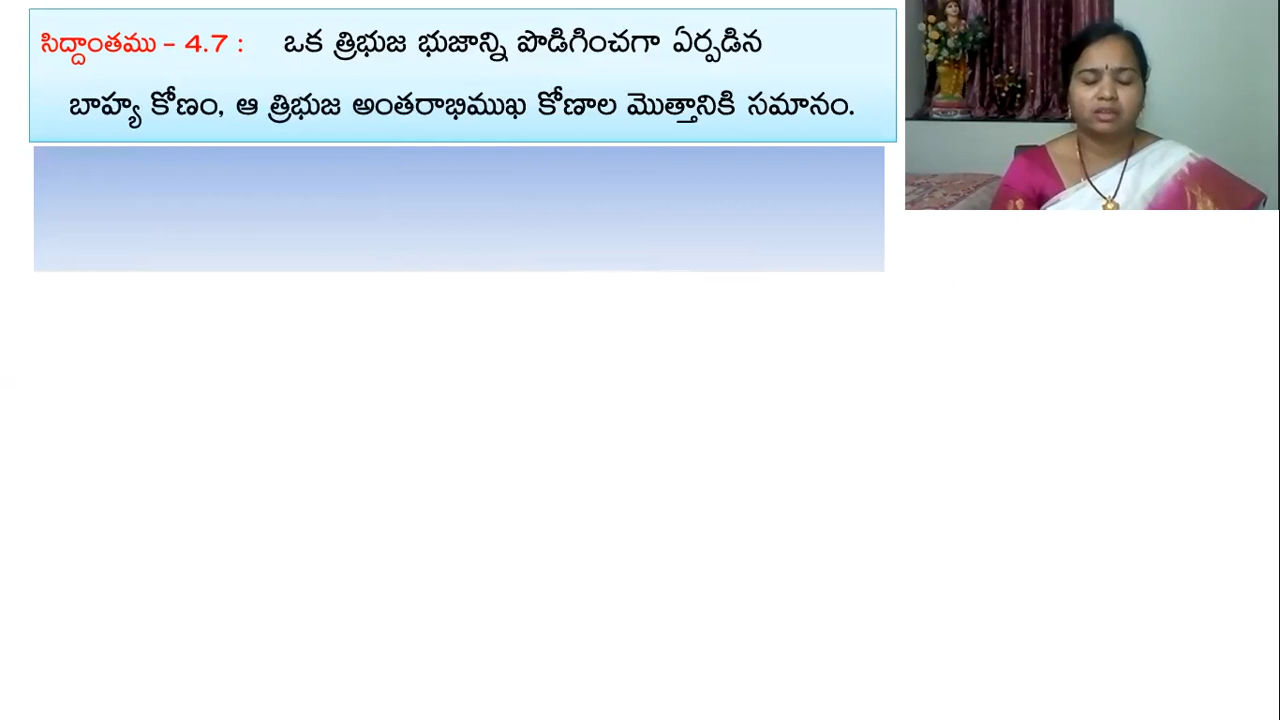 సిద్దాంతము – 4.7 : ఒక త్రిభుజ భుజాన్ని పొడిగించగా ఏర్పడిన
బాహ్య కోణం, ఆ త్రిభుజ అంతరాభిముఖ కోణాల మొత్తానికి సమానం.